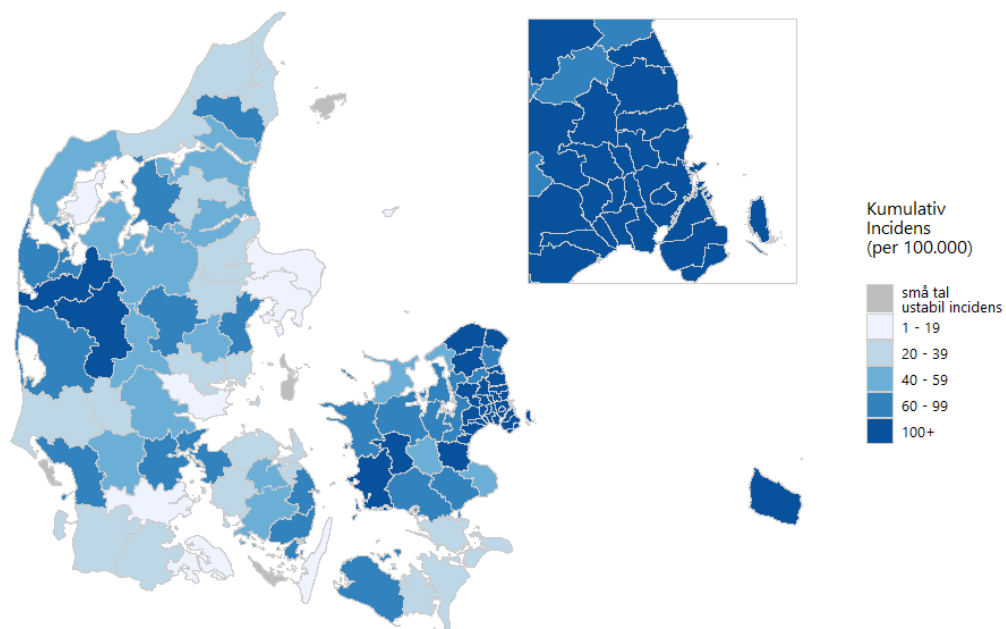 Kumulativ
Incidens
(per 100.000)
små tal
ustabil incidens
1 - 19
20 - 39
40 - 59
60 - 99
100+